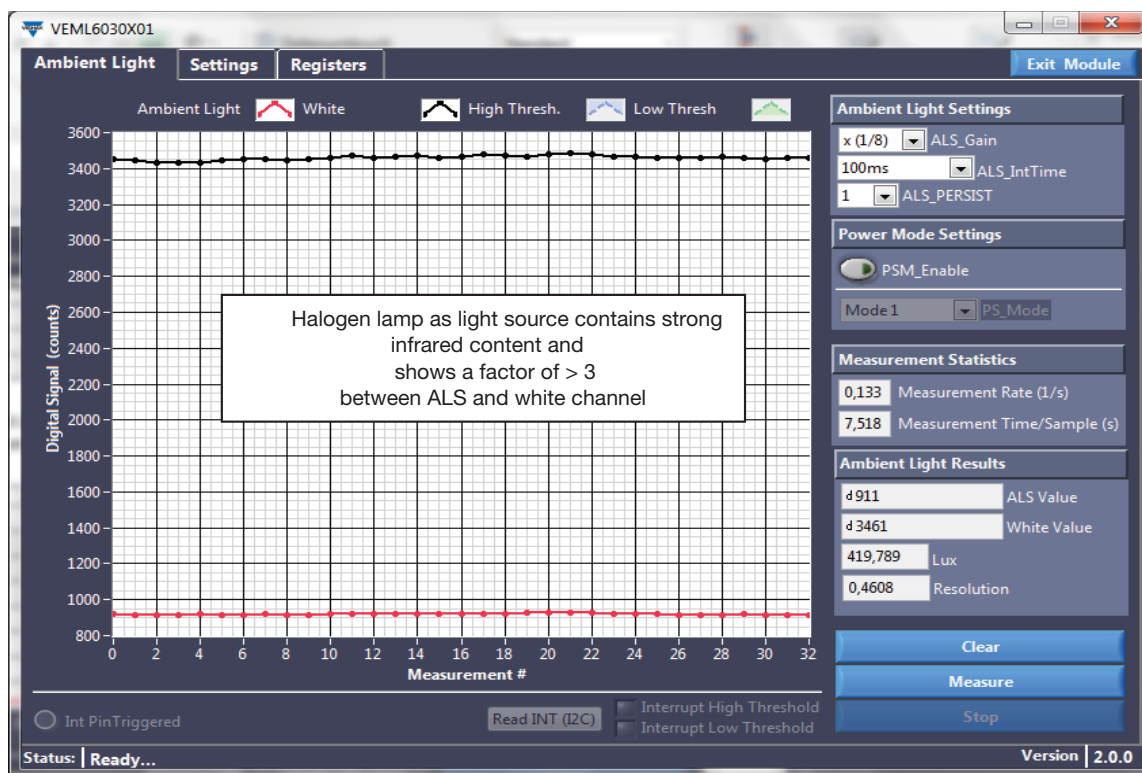 VEML6030X01
Ambient Light Settings Registers Exit Module
Ambient Light White High Thresh. Low Thresh
Digital Signal (counts)
3600
3400
3200
3000
2800
2600
2400
2200
2000
1800
1600
1400
1200
1000
800
0 2 4 6 8 10 12 14 16 18 20 22 24 26 28 30 32
Measurement #
Halogen lamp as light source contains strong
infrared content and
shows a factor of > 3
between ALS and white channel
Ambient Light Settings
x (1/8) ALS_Gain
100ms ALS_IntTime
1 ALS_PERSIST
Power Mode Settings
PSM_Enable
Mode1 PS_Mode
Measurement Statistics
0,133 Measurement Rate (1/s)
7,518 Measurement Time/Sample (s)
Ambient Light Results
d 911 ALS Value
d 3461 White Value
419,789 Lux
0,4608 Resolution
Clear
Measure
Stop
Int PinTriggered
Read INT (I2C)
Interrupt High Threshold
Interrupt Low Threshold
Status: Ready... Version 2.0.0